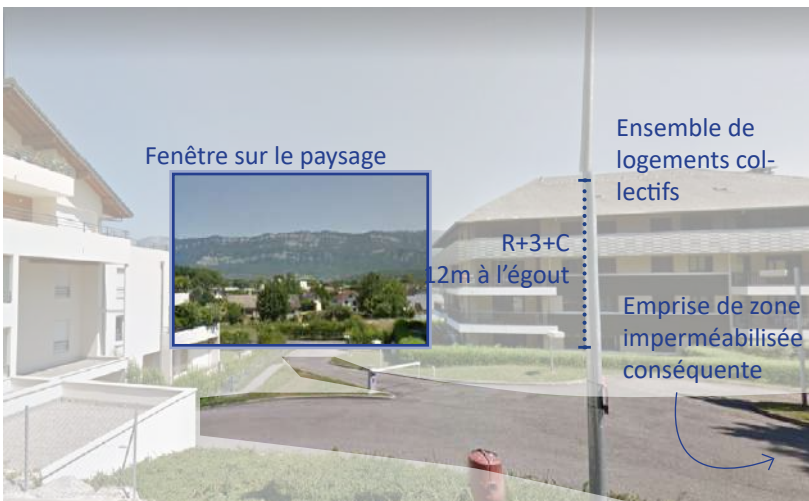 Fenêtre sur le paysage
Ensemble de
logements col-
lectifs
R+3+C
12m à l’égout
Emprise de zone
imperméabilisée
conséquente